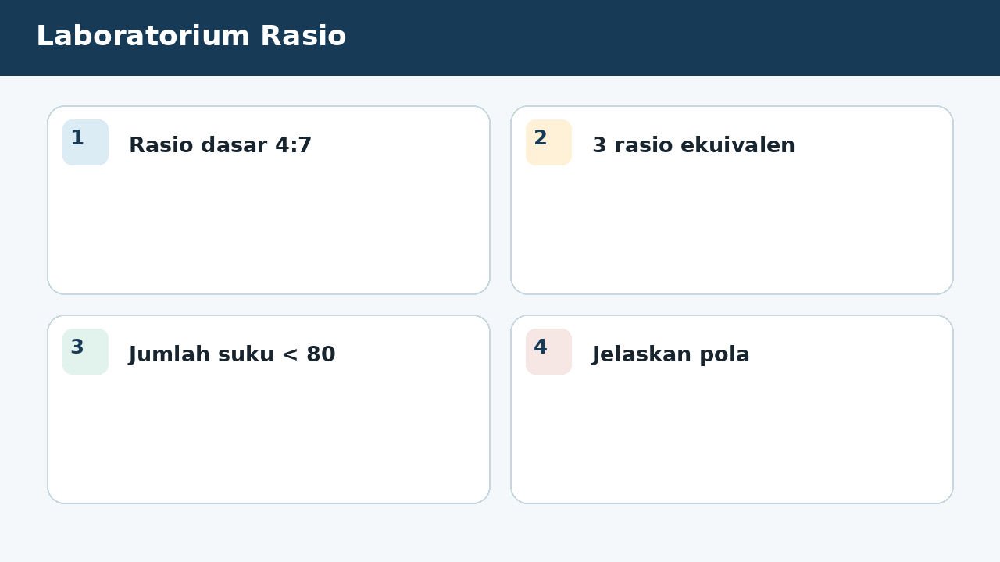 Laboratorium Rasio
1
Rasio dasar 4:7
2
3 rasio ekuivalen
3
Jumlah suku < 80
4
Jelaskan pola